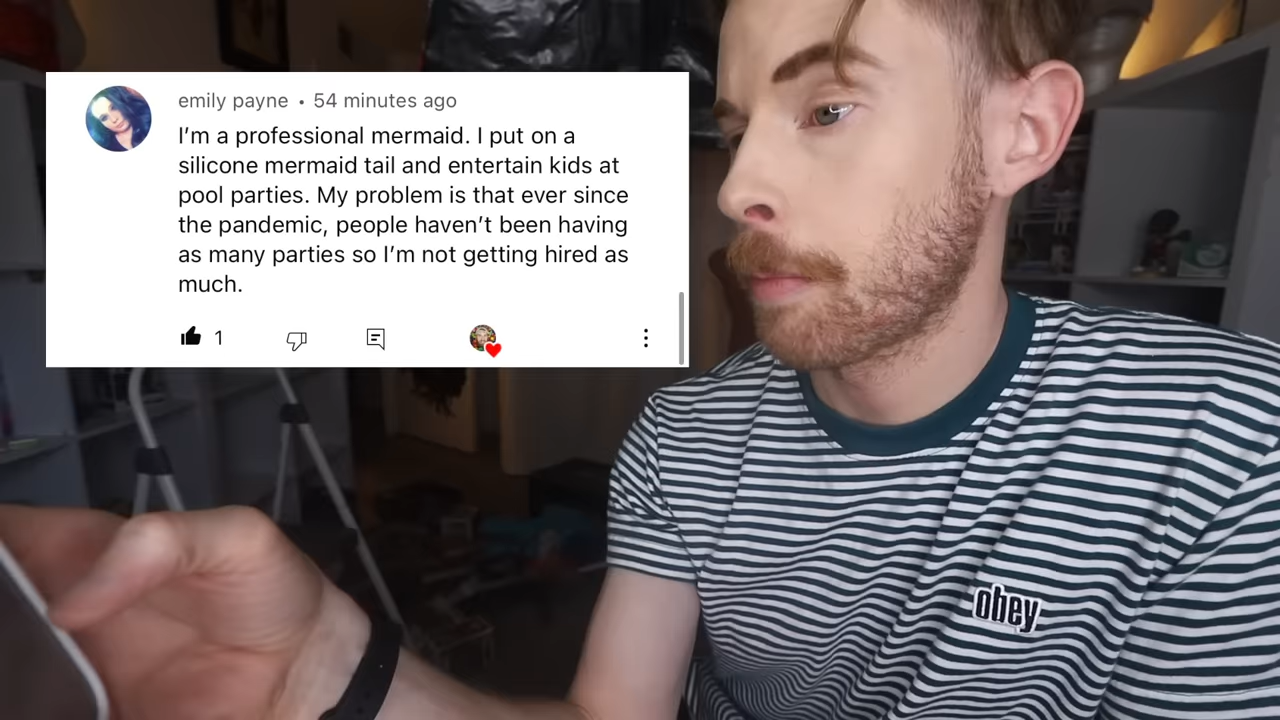 emily payne • 54 minutes ago
I’m a professional mermaid. I put on a
silicone mermaid tail and entertain kids at
pool parties. My problem is that ever since
the pandemic, people haven’t been having
as many parties so I’m not getting hired as
much.
1
obey